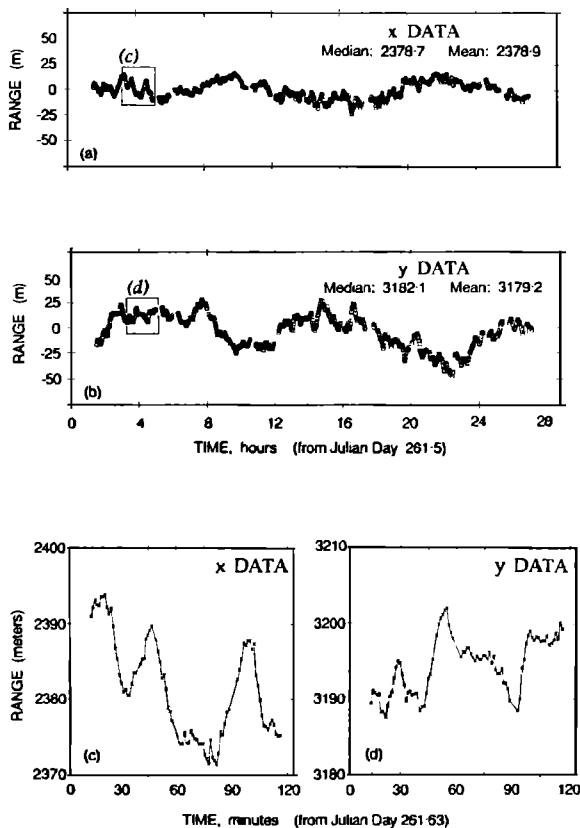 75
x DATA
(c)
Median: 2378·7 Mean: 2378·9
50
25
0
-25
-50
RANGE (m)
(a)
y DATA
(d)
Median: 3182·1 Mean: 3179·2
50
25
0
-25
-50
RANGE (m)
(b)
0 4 8 12 16 20 24 28
TIME, hours (from Julian Day 261·5)
2400
x DATA
2390
2380
2370
RANGE (meters)
(c)
0 30 60 90 120
3210
y DATA
3200
3190
3180
(d)
0 30 60 90 120
TIME, minutes (from Julian Day 261·63)